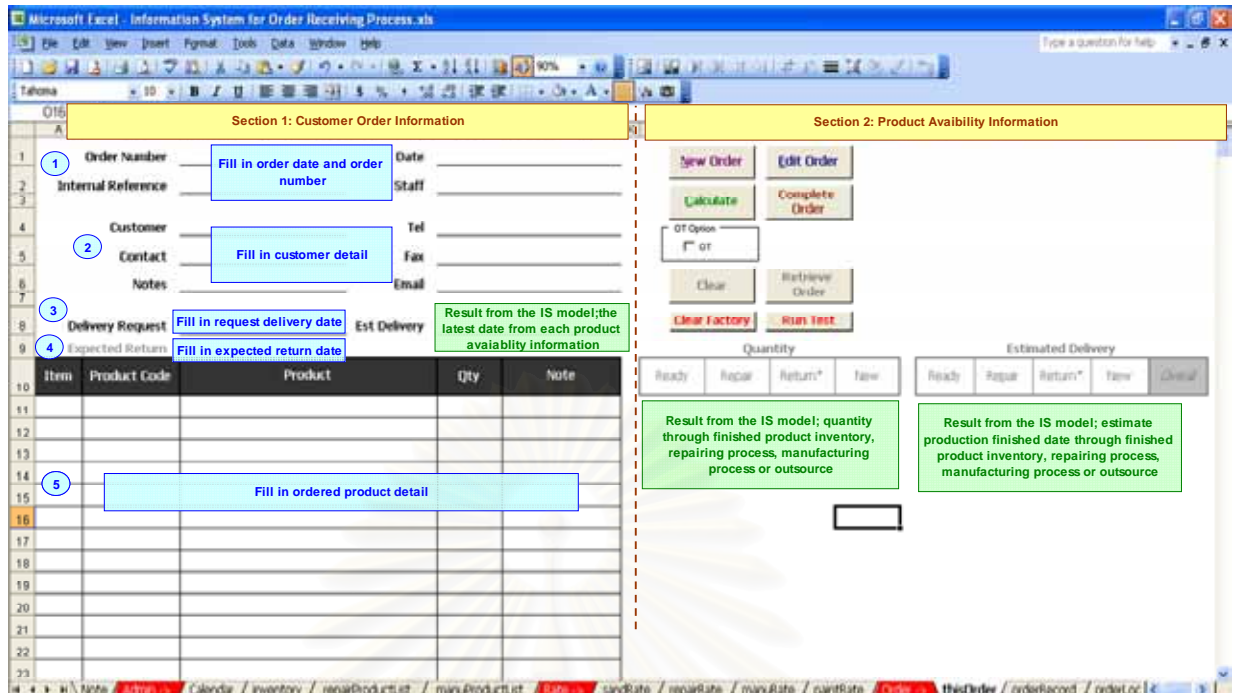 Microsoft Excel - Information System for Order Receiving Process.xls
File Edit View Insert Format Tools Data Window Help
Type a question for help
90%
Tahoma 10 B I U $ %
O16
A
Section 1: Customer Order Information
Section 2: Product Avaibility Information
1 1 Order Number Date
Fill in order date and order
number
2 Internal Reference Staff
3
New Order Edit Order
Calculate Complete
Order
4 Customer Tel
2
Fill in customer detail
5 Contact Fax
6 Notes Email
7
OT Option
OT
Clear Retrieve
Order
3
8 Delivery Request Fill in request delivery date Est Delivery
Result from the IS model;the
latest date from each product
avaiablity information
Clear Factory Run Test
9 4 Expected Return Fill in expected return date
Quantity Estimated Delivery
10 Item Product Code Product Qty Note
Ready Repair Return* New Ready Repair Return* New Overall
Result from the IS model; quantity
through finished product inventory,
repairing process, manufacturing
process or outsource
Result from the IS model; estimate
production finished date through finished
product inventory, repairing process,
manufacturing process or outsource
11
12
13
14
5 Fill in ordered product detail
15
16
17
18
19
20
21
22
23
Note Admin -> Calendar inventory repairProductList manuProductList Rate -> sandRate repairRate manuRate paintRate Order -> thisOrder orderRecord